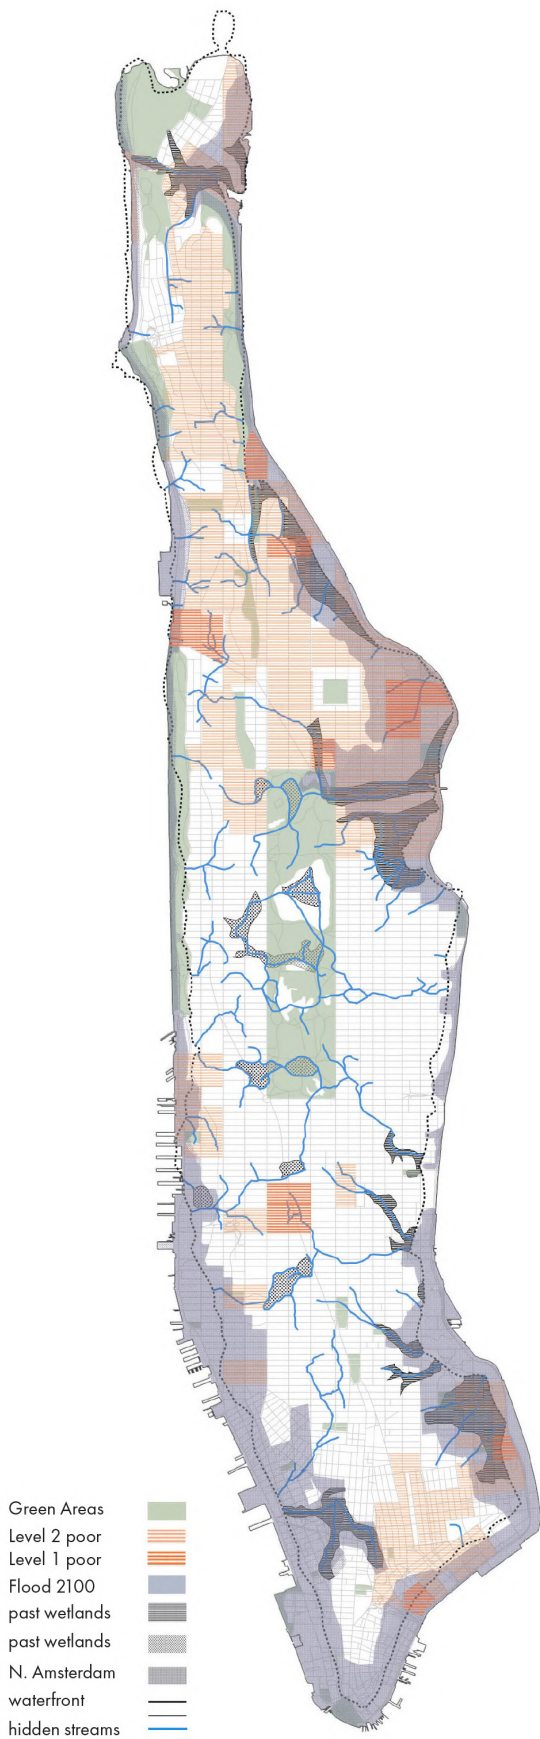 Green Areas
Level 2 poor
Level 1 poor
Flood 2100
past wetlands
past wetlands
N. Amsterdam
waterfront
hidden streams